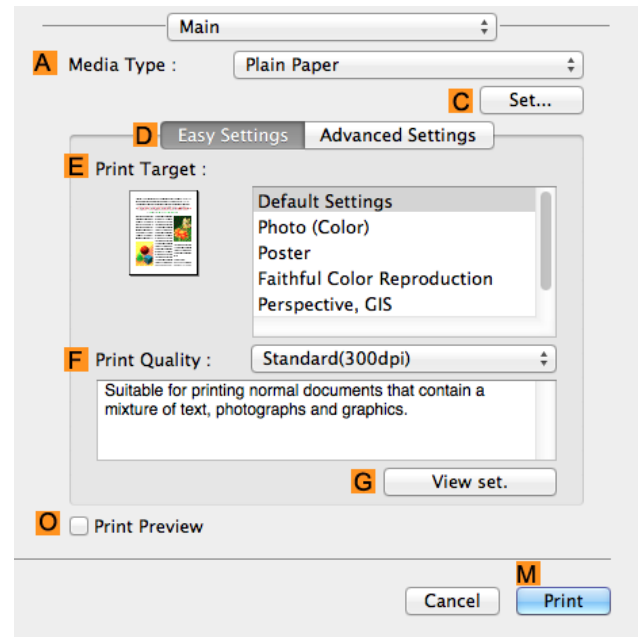 Main
A Media Type : Plain Paper
C Set...
D Easy Settings Advanced Settings
E Print Target :
Default Settings
Photo (Color)
Poster
Faithful Color Reproduction
Perspective, GIS
F Print Quality : Standard(300dpi)
Suitable for printing normal documents that contain a
mixture of text, photographs and graphics.
G View set.
O Print Preview
M
Cancel Print